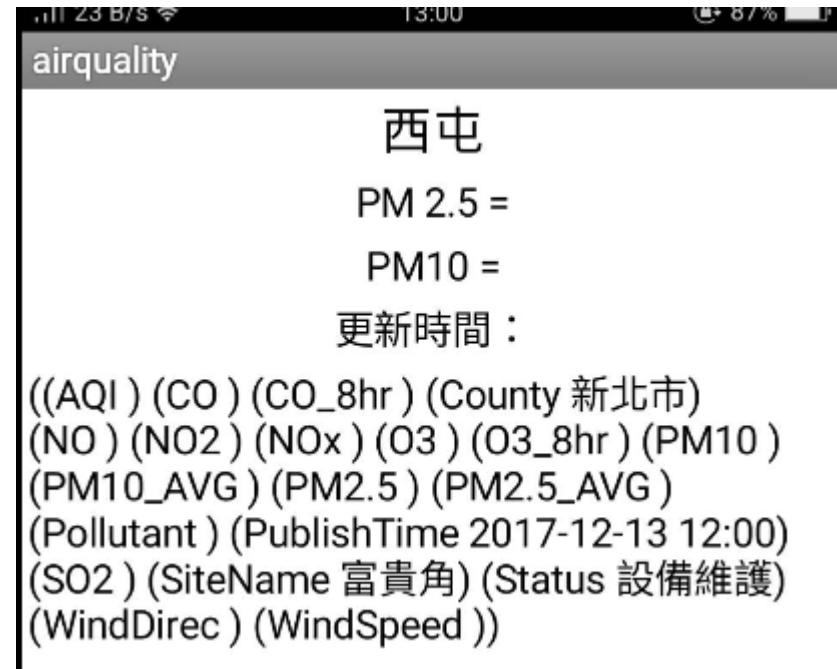 23 B/s
13:00
87%
airquality
西屯
PM 2.5 =
PM10 =
更新時間：
((AQI ) (CO ) (CO_8hr ) (County 新北市)
(NO ) (NO2 ) (NOx ) (O3 ) (O3_8hr ) (PM10 )
(PM10_AVG ) (PM2.5 ) (PM2.5_AVG )
(Pollutant ) (PublishTime 2017-12-13 12:00)
(SO2 ) (SiteName 富貴角) (Status 設備維護)
(WindDirec ) (WindSpeed ))